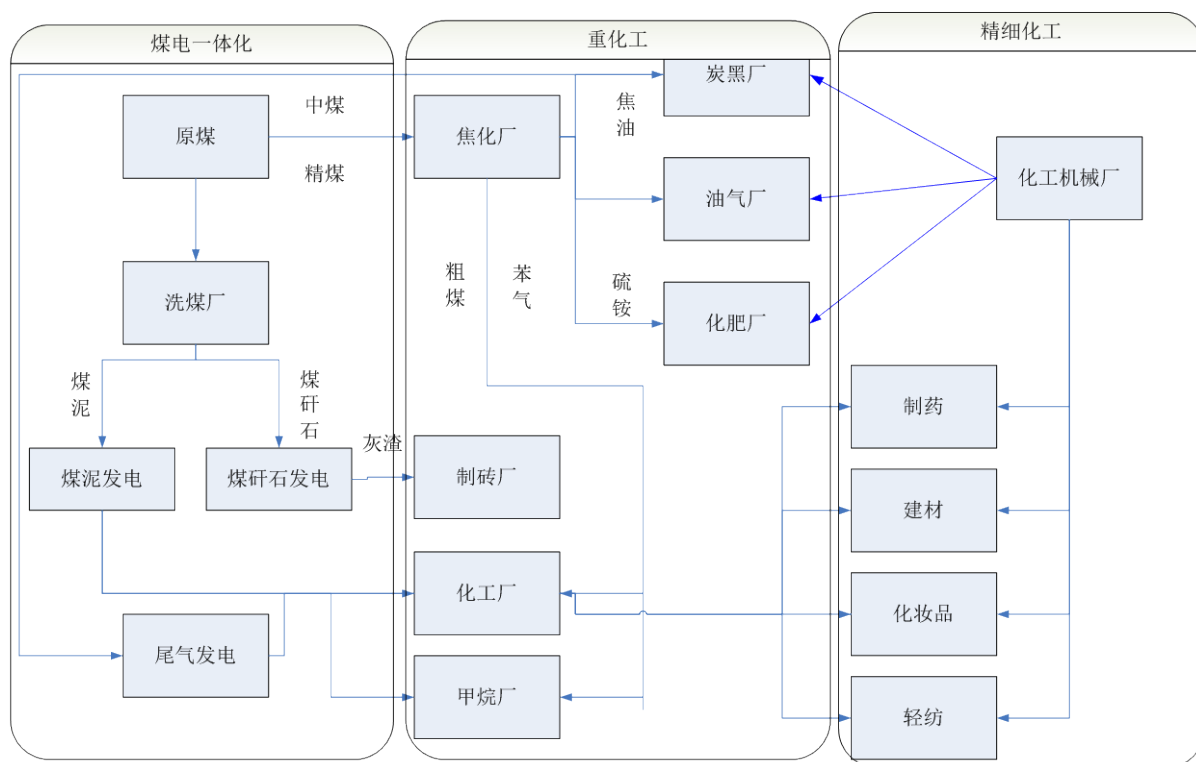 煤电一体化
重化工
精细化工
原煤
中煤
精煤
洗煤厂
煤泥
煤矸石
煤泥发电
煤矸石发电
灰渣
尾气发电
焦化厂
焦油
炭黑厂
油气厂
硫铵
化肥厂
粗煤
苯气
制砖厂
化工厂
甲烷厂
化工机械厂
制药
建材
化妆品
轻纺